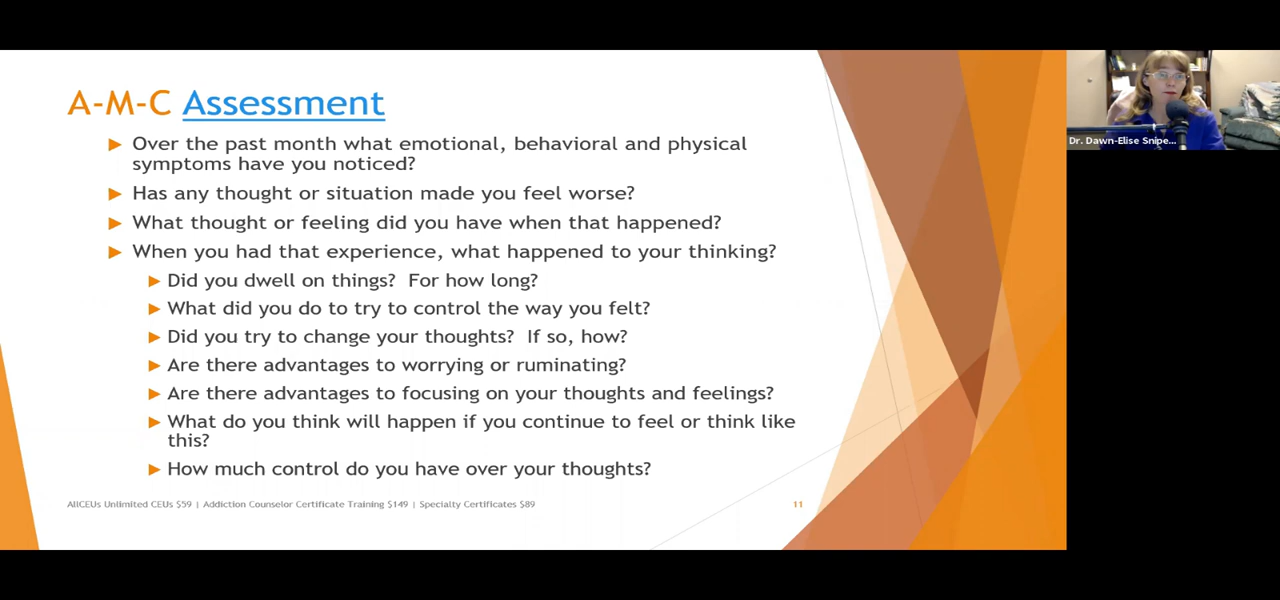 A-M-C Assessment
Over the past month what emotional, behavioral and physical
symptoms have you noticed?
Has any thought or situation made you feel worse?
What thought or feeling did you have when that happened?
When you had that experience, what happened to your thinking?
Did you dwell on things? For how long?
What did you do to try to control the way you felt?
Did you try to change your thoughts? If so, how?
Are there advantages to worrying or ruminating?
Are there advantages to focusing on your thoughts and feelings?
What do you think will happen if you continue to feel or think like
this?
How much control do you have over your thoughts?
AllCEUs Unlimited CEUs $59 | Addiction Counselor Certificate Training $149 | Specialty Certificates $89
11
Dr. Dawn-Elise Snipe...